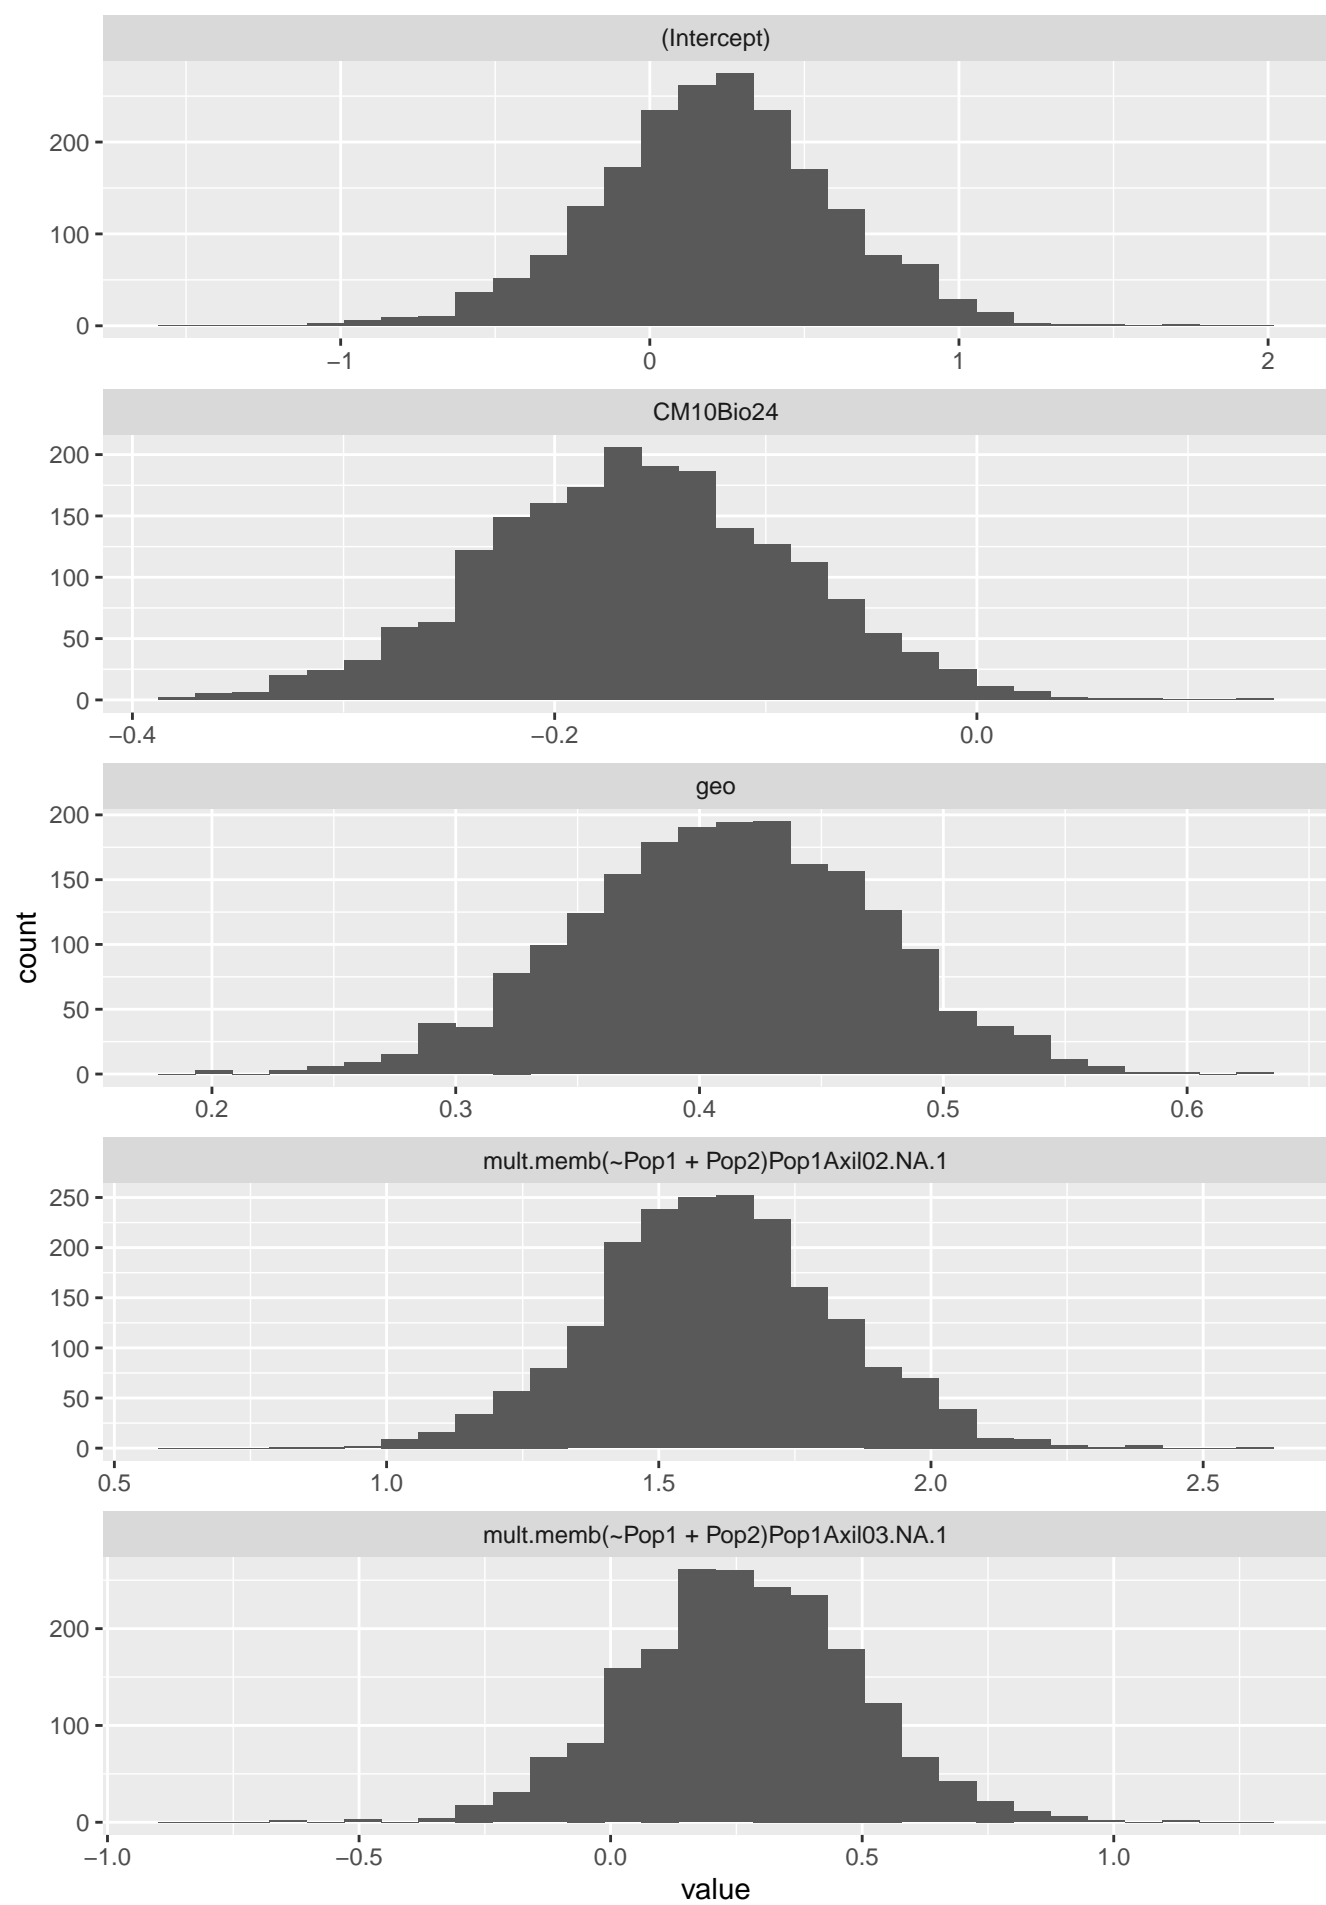 (Intercept)
200
100
0
−1 0 1 2
CM10Bio24
200
150
100
50
0
−0.4 −0.2 0.0
geo
200
150
100
50
0
0.2 0.3 0.4 0.5 0.6
count
mult.memb(~Pop1 + Pop2)Pop1Axil02.NA.1
250
200
150
100
50
0
0.5 1.0 1.5 2.0 2.5
mult.memb(~Pop1 + Pop2)Pop1Axil03.NA.1
200
100
0
−1.0 −0.5 0.0 0.5 1.0
value